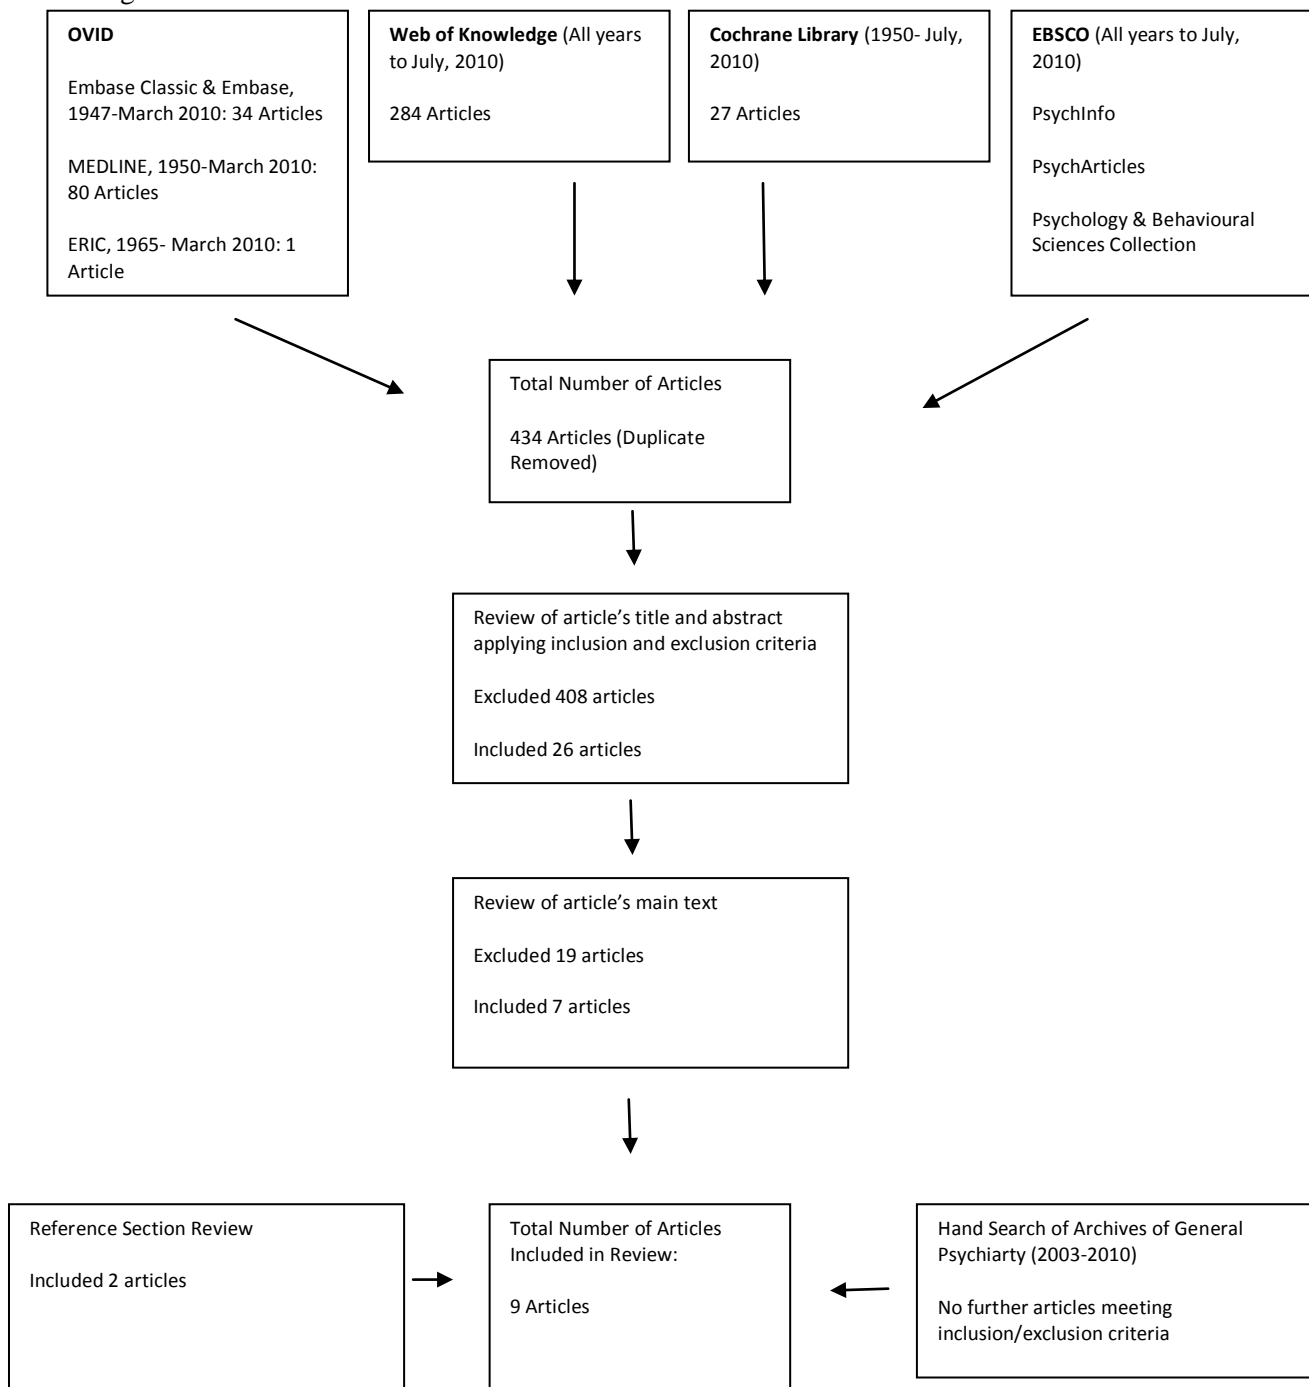 OVID
Embase Classic & Embase,
1947-March 2010: 34 Articles
MEDLINE, 1950-March 2010:
80 Articles
ERIC, 1965- March 2010: 1
Article
Web of Knowledge (All years
to July, 2010)
284 Articles
Cochrane Library (1950- July,
2010)
27 Articles
EBSCO (All years to July,
2010)
PsychInfo
PsychArticles
Psychology & Behavioural
Sciences Collection
Total Number of Articles
434 Articles (Duplicate
Removed)
Review of article’s title and abstract
applying inclusion and exclusion criteria
Excluded 408 articles
Included 26 articles
Review of article’s main text
Excluded 19 articles
Included 7 articles
Reference Section Review
Included 2 articles
Total Number of Articles
Included in Review:
9 Articles
Hand Search of Archives of General
Psychiarty (2003-2010)
No further articles meeting
inclusion/exclusion criteria